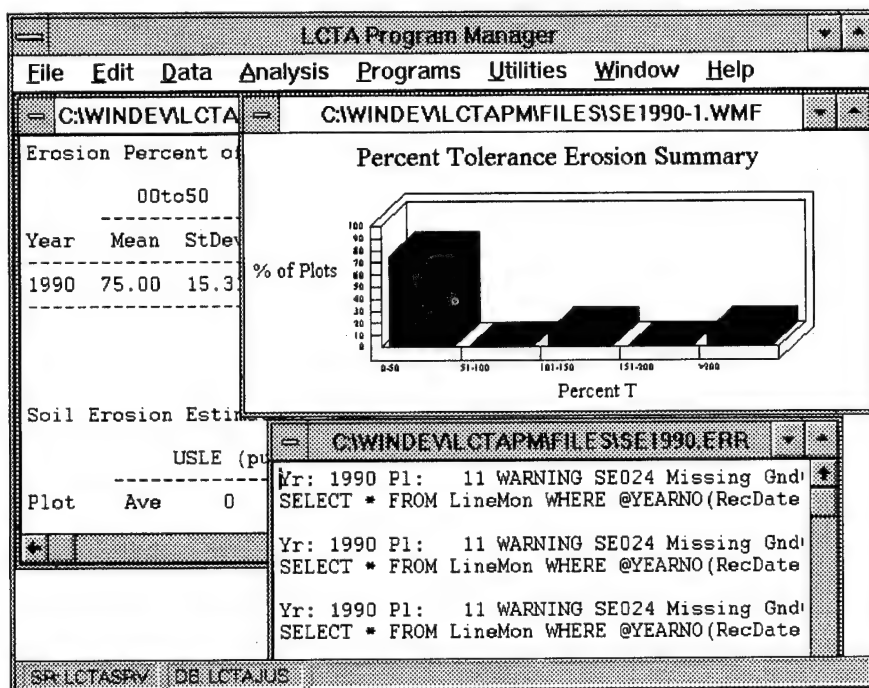 LCTA Program Manager
File Edit Data Analysis Programs Utilities Window Help
C:\WINDEV\LCTA
Erosion Percent of
00to50
Year Mean StDev
1990 75.00 15.3
Soil Erosion Estim
USLE (pu
Plot Ave 0
C:\WINDEV\LCTAPM\FILES\SE1990-1.WMF
Percent Tolerance Erosion Summary
% of Plots
100
90
80
70
60
50
40
30
20
10
0
0-50 51-100 101-150 151-200 >200
Percent T
C:\WINDEV\LCTAPM\FILES\SE1990.ERR
Yr: 1990 Pl: 11 WARNING SE024 Missing Gnd
SELECT * FROM LineMon WHERE @YEARNO(RecDate
Yr: 1990 Pl: 11 WARNING SE024 Missing Gnd
SELECT * FROM LineMon WHERE @YEARNO(RecDate
Yr: 1990 Pl: 11 WARNING SE024 Missing Gnd
SELECT * FROM LineMon WHERE @YEARNO(RecDate
SR: LCTASRV DB: LCTAJUS